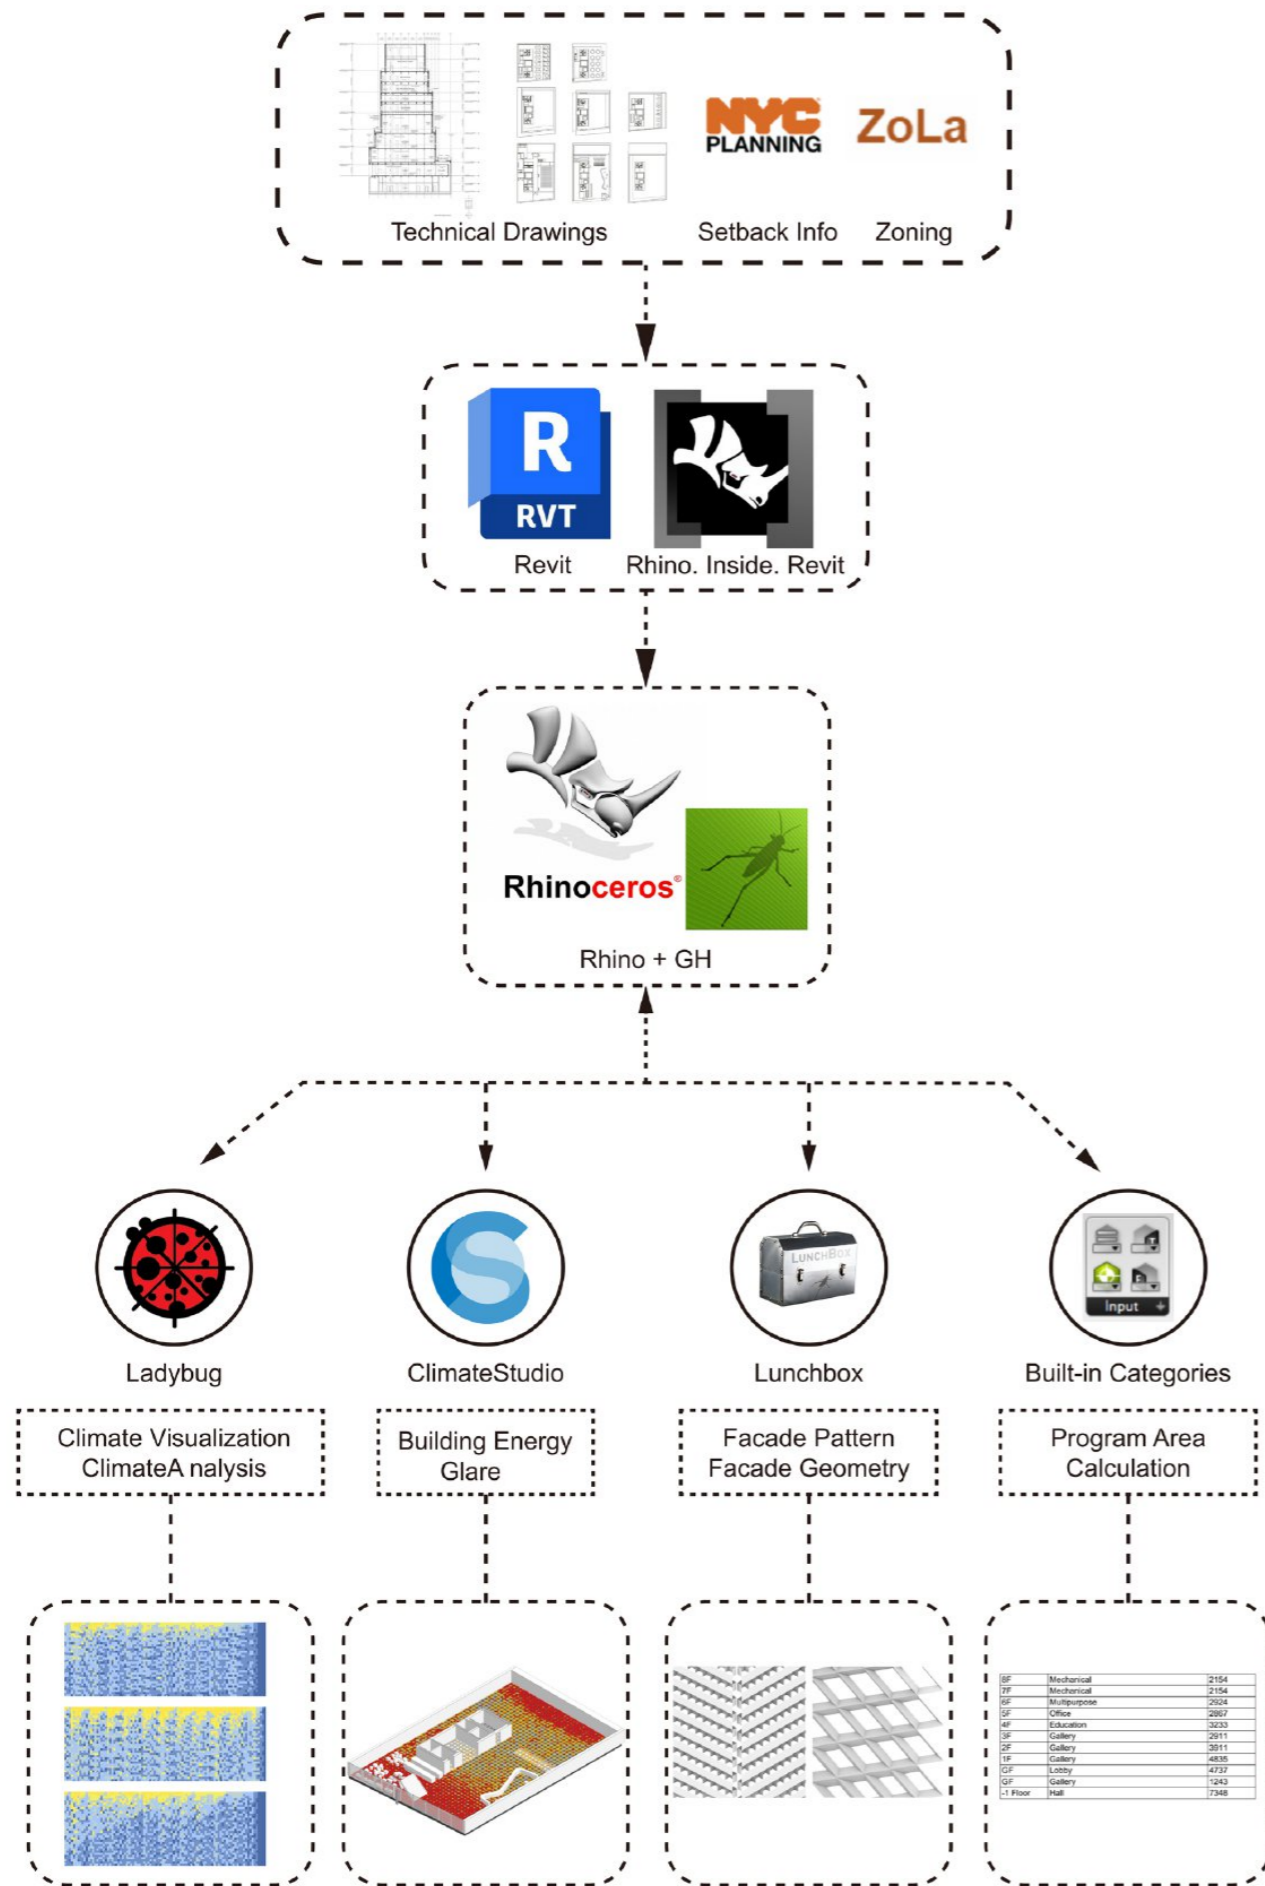 NYC
PLANNING
ZoLa
Technical Drawings
Setback Info
Zoning
R
RVT
Revit
Rhino. Inside. Revit
Rhinoceros®
Rhino + GH
LUNCHBOX
Input
Ladybug
ClimateStudio
Lunchbox
Built-in Categories
Climate Visualization
ClimateA nalysis
Building Energy
Glare
Facade Pattern
Facade Geometry
Program Area
Calculation
8F Mechanical 2154
7F Mechanical 2154
6F Multipurpose 2924
5F Office 2867
4F Education 3233
3F Gallery 2911
2F Gallery 3911
1F Gallery 4835
GF Lobby 4737
GF Gallery 1243
-1 Floor Hall 7348